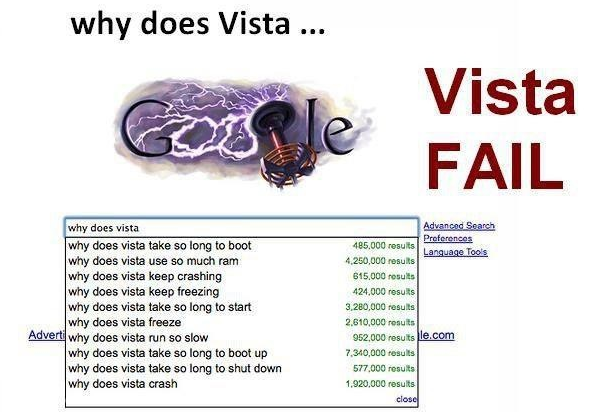 why does Vista ...
Google
Vista
FAIL
why does vista
Advanced Search
Preferences
Language Tools
why does vista take so long to boot 485,000 results
why does vista use so much ram 4,250,000 results
why does vista keep crashing 615,000 results
why does vista keep freezing 424,000 results
why does vista take so long to start 3,280,000 results
why does vista freeze 2,610,000 results
why does vista run so slow 952,000 results
why does vista take so long to boot up 7,340,000 results
why does vista take so long to shut down 577,000 results
why does vista crash 1,920,000 results
close
Adverti
le.com